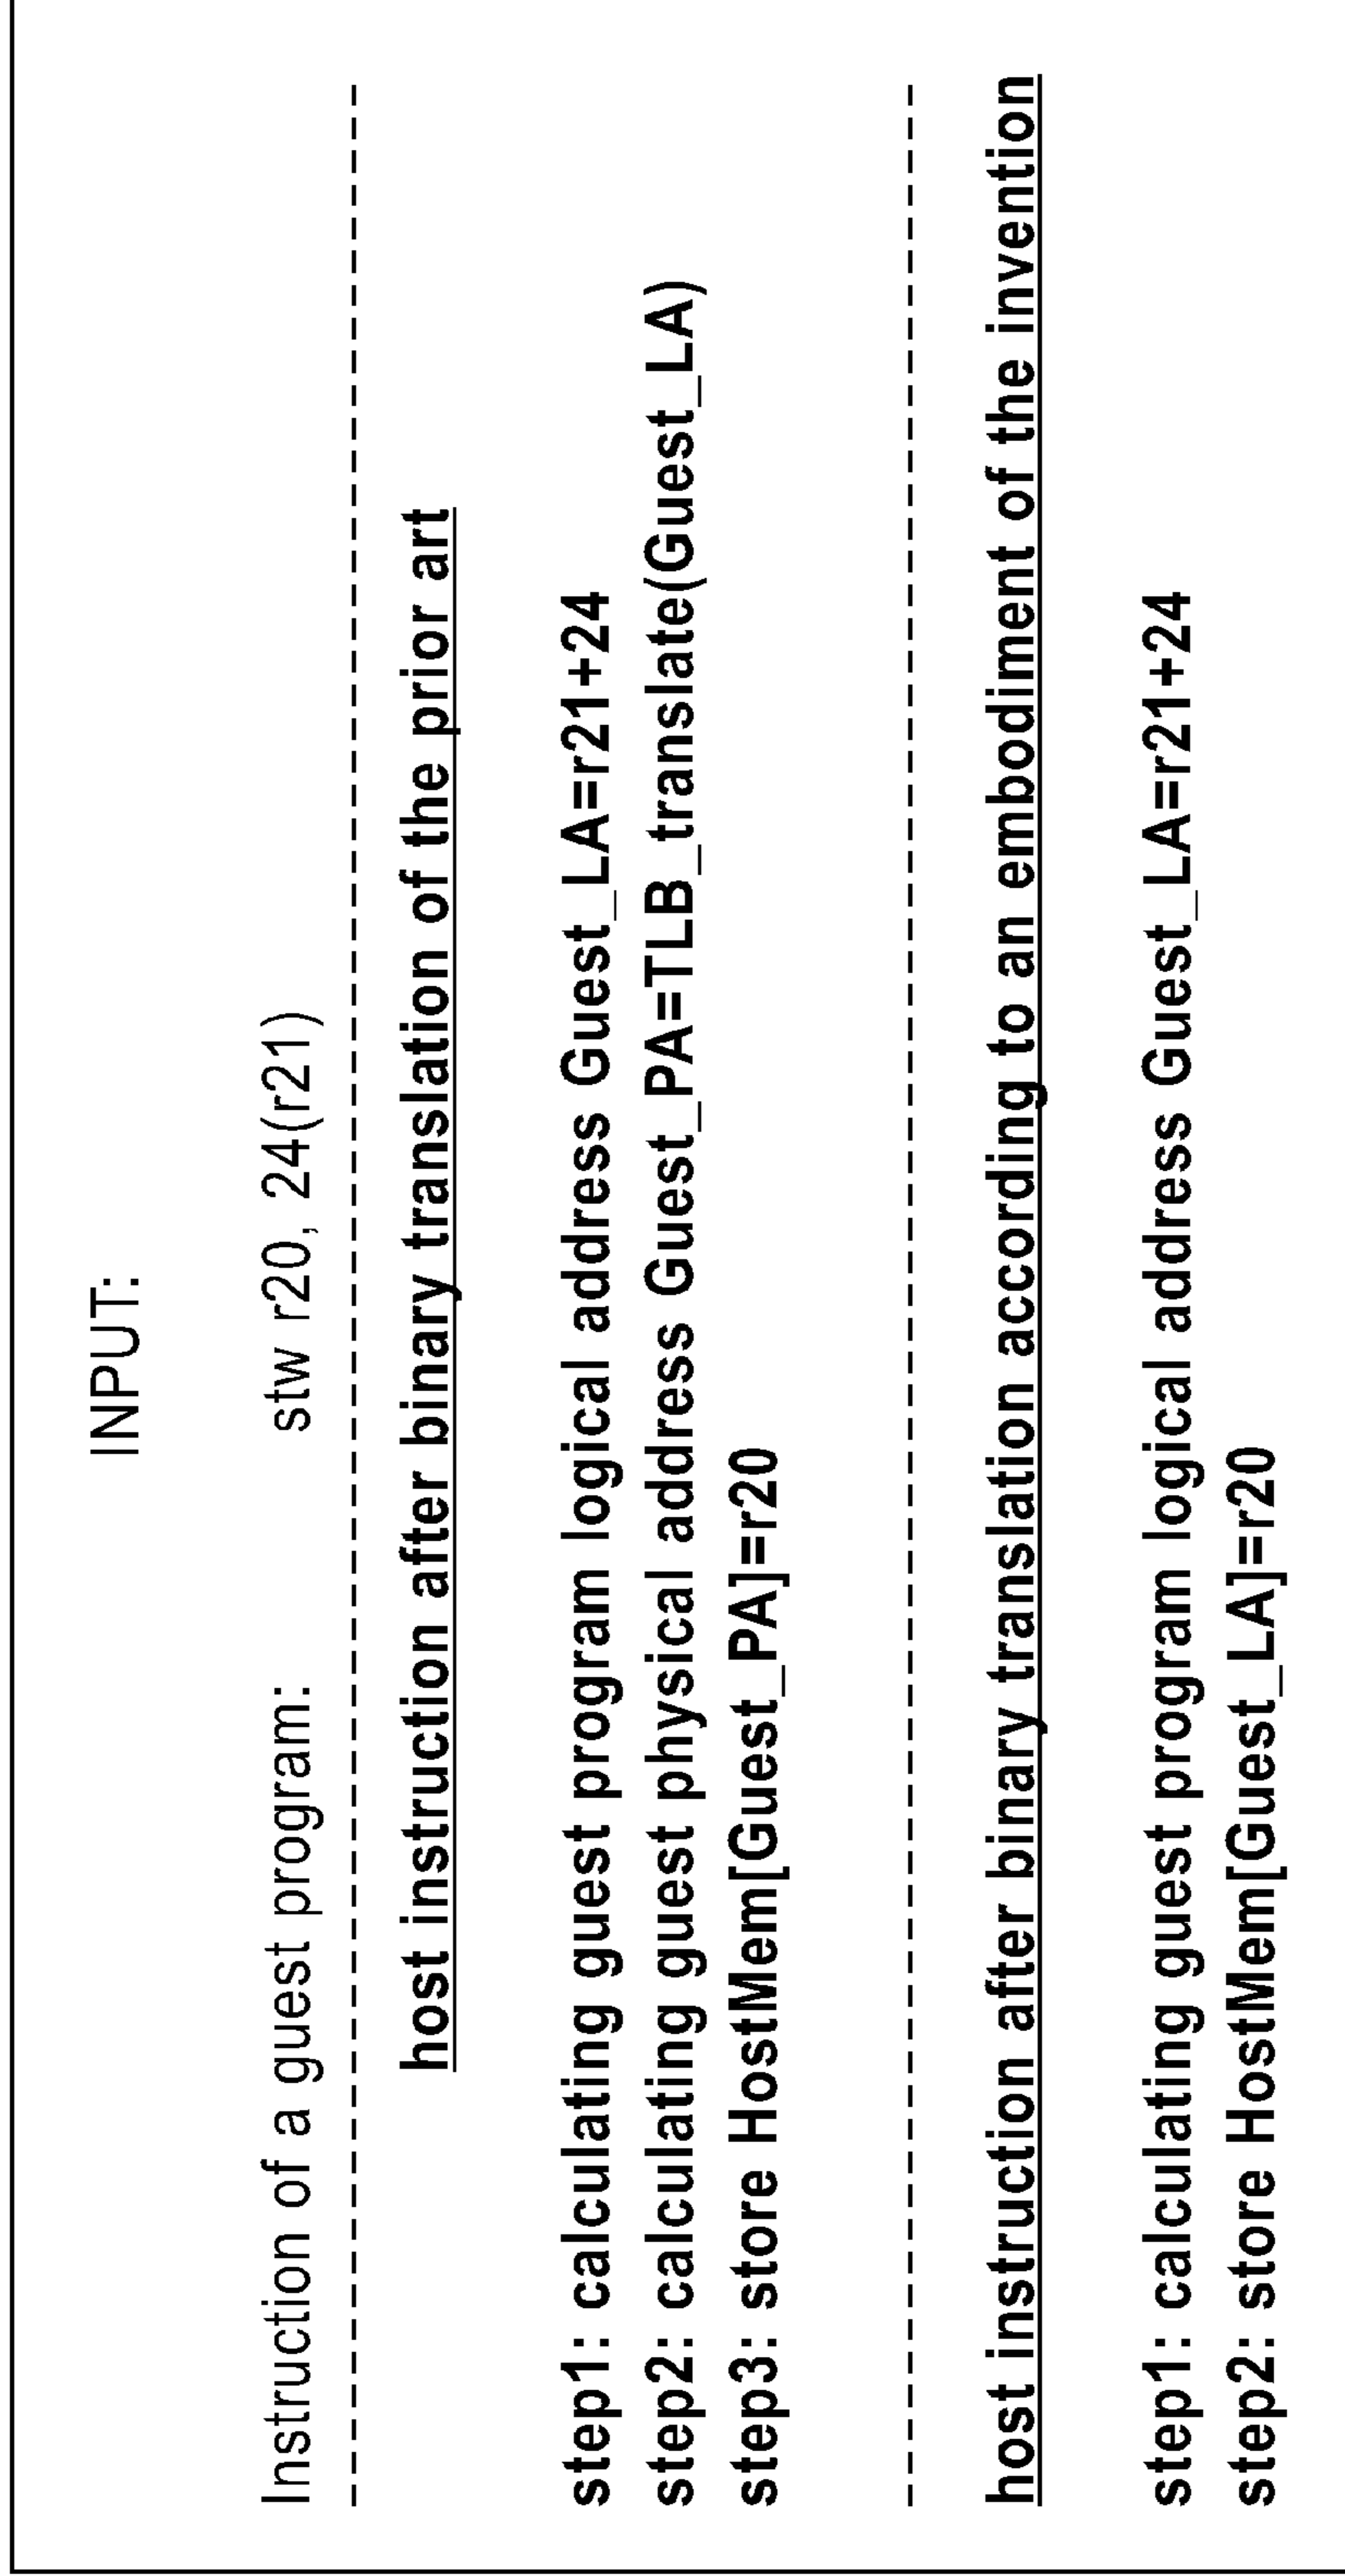 INPUT:
Instruction of a guest program: stw r20, 24(r21)
host instruction after binary translation of the prior art
step1: calculating guest program logical address Guest_LA=r21+24
step2: calculating guest physical address Guest_PA=TLB_translate(Guest_LA)
step3: store HostMem[Guest_PA]=r20
host instruction after binary translation according to an embodiment of the invention
step1: calculating guest program logical address Guest_LA=r21+24
step2: store HostMem[Guest_LA]=r20